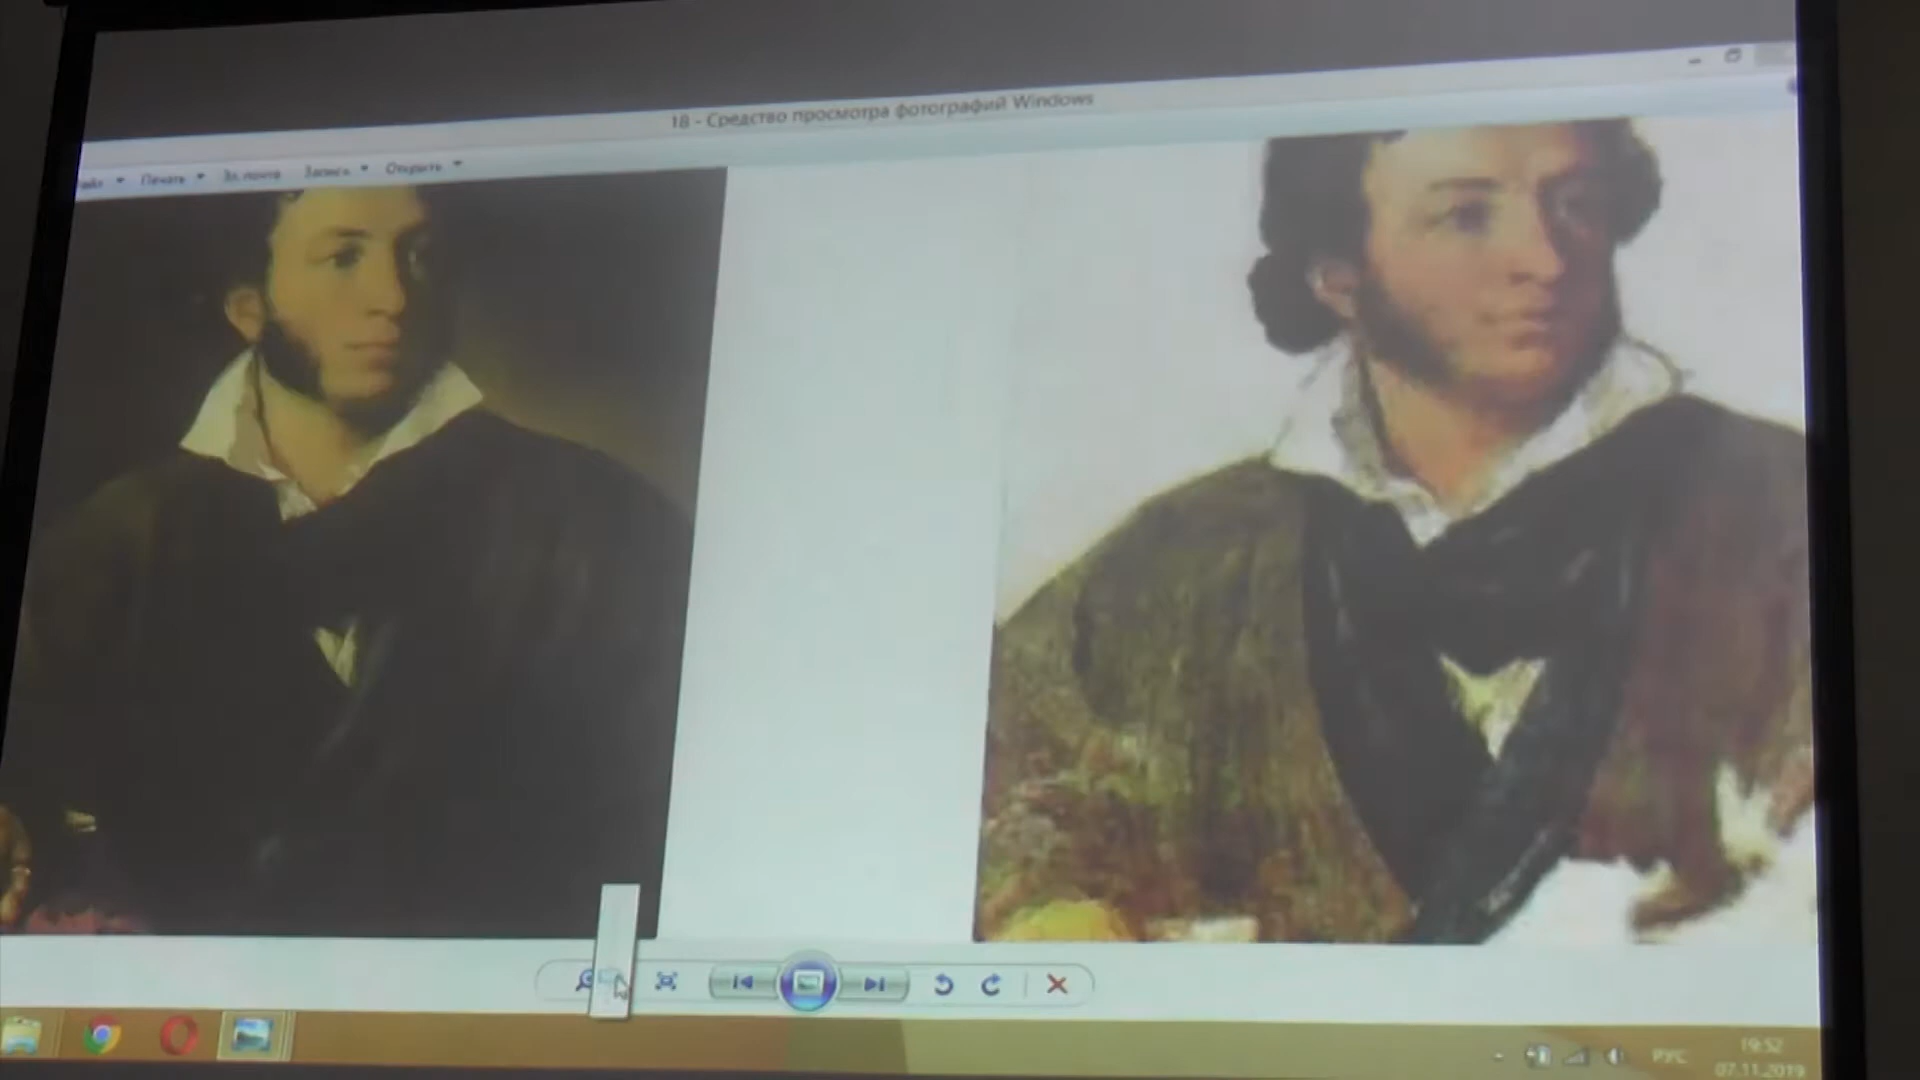 18 - Средство просмотра фотографий Windows
Печать Эл. почта Запись Открыть
РУС
19:52
07.11.2019